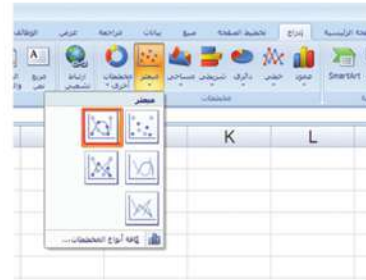 الصفحة الرئيسية إدراج تخطيط الصفحة صيغ بيانات مراجعة عرض الوظائف
SmartArt عمود خطي دائري شريطي مساحي مبعثر مخططات أخرى ارتباط تشعبي مربع نص
مخططات
مبعثر
K L
كافة أنواع المخططات...